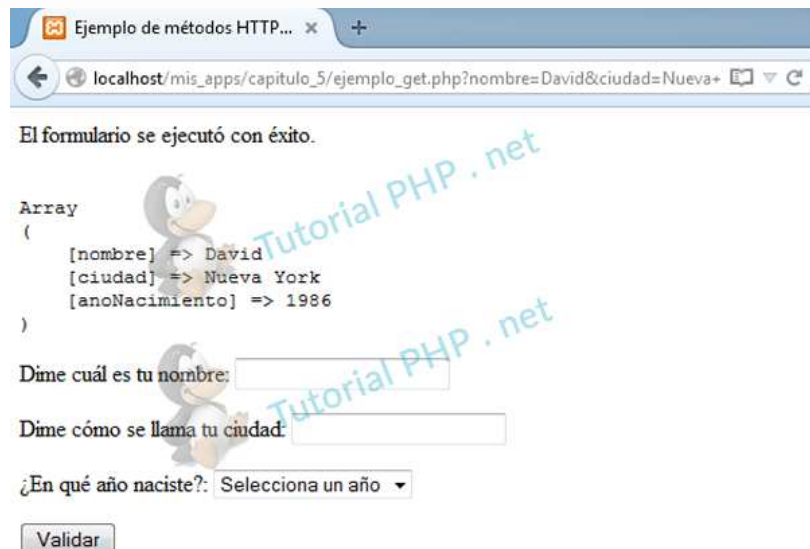 Ejemplo de métodos HTTP...
localhost/mis_apps/capitulo_5/ejemplo_get.php?nombre=David&ciudad=Nueva+
El formulario se ejecutó con éxito.
Tutorial PHP . net
Array
(
[nombre] => David
[ciudad] => Nueva York
[anoNacimiento] => 1986
)
Tutorial PHP . net
Dime cuál es tu nombre:
Dime cómo se llama tu ciudad:
¿En qué año naciste?: Selecciona un año
Validar